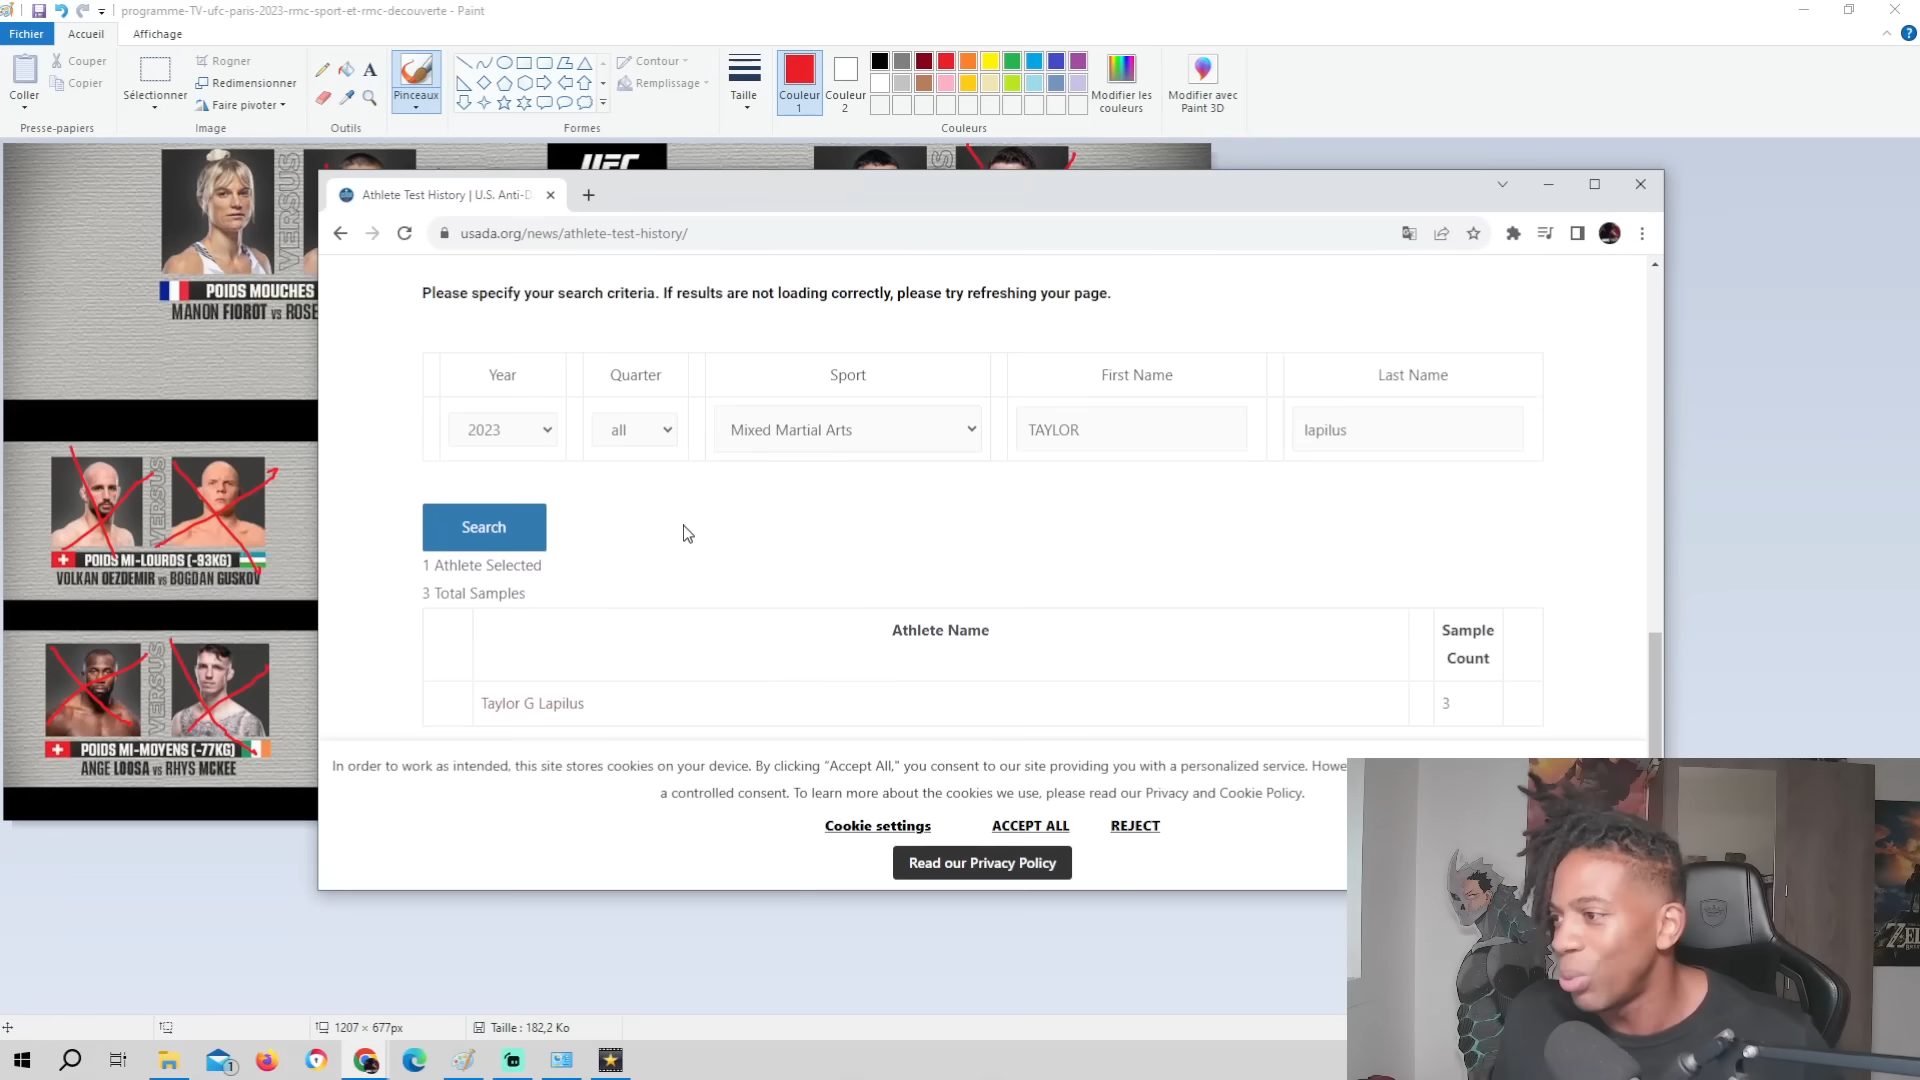 programme-TV-ufc-paris-2023-rmc-sport-et-rmc-decouverte - Paint
Fichier
Accueil
Affichage
Coller
Couper
Copier
Presse-papiers
Sélectionner
Rogner
Redimensionner
Faire pivoter
Image
A
Outils
Pinceaux
Contour
Remplissage
Formes
Taille
Couleur
1
Couleur
2
Modifier les
couleurs
Modifier avec
Paint 3D
Couleurs
UFC
VERSUS
POIDS MOUCHES
MANON FIOROT vs ROSE
VERSUS
POIDS MI-LOURDS (-93KG)
VOLKAN OEZDEMIR vs BOGDAN GUSKOV
VERSUS
POIDS MI-MOYENS (-77KG)
ANGE LOOSA vs RHYS MCKEE
Athlete Test History | U.S. Anti-D
usada.org/news/athlete-test-history/
Please specify your search criteria. If results are not loading correctly, please try refreshing your page.
Year Quarter Sport First Name Last Name
2023 all Mixed Martial Arts TAYLOR lapilus
Search
1 Athlete Selected
3 Total Samples
Athlete Name Sample Count
Taylor G Lapilus 3
In order to work as intended, this site stores cookies on your device. By clicking “Accept All,” you consent to our site providing you with a personalized service. Howe
a controlled consent. To learn more about the cookies we use, please read our Privacy and Cookie Policy.
Cookie settings ACCEPT ALL REJECT
Read our Privacy Policy
ZEL
1207 × 677px
Taille : 182,2 Ko
1